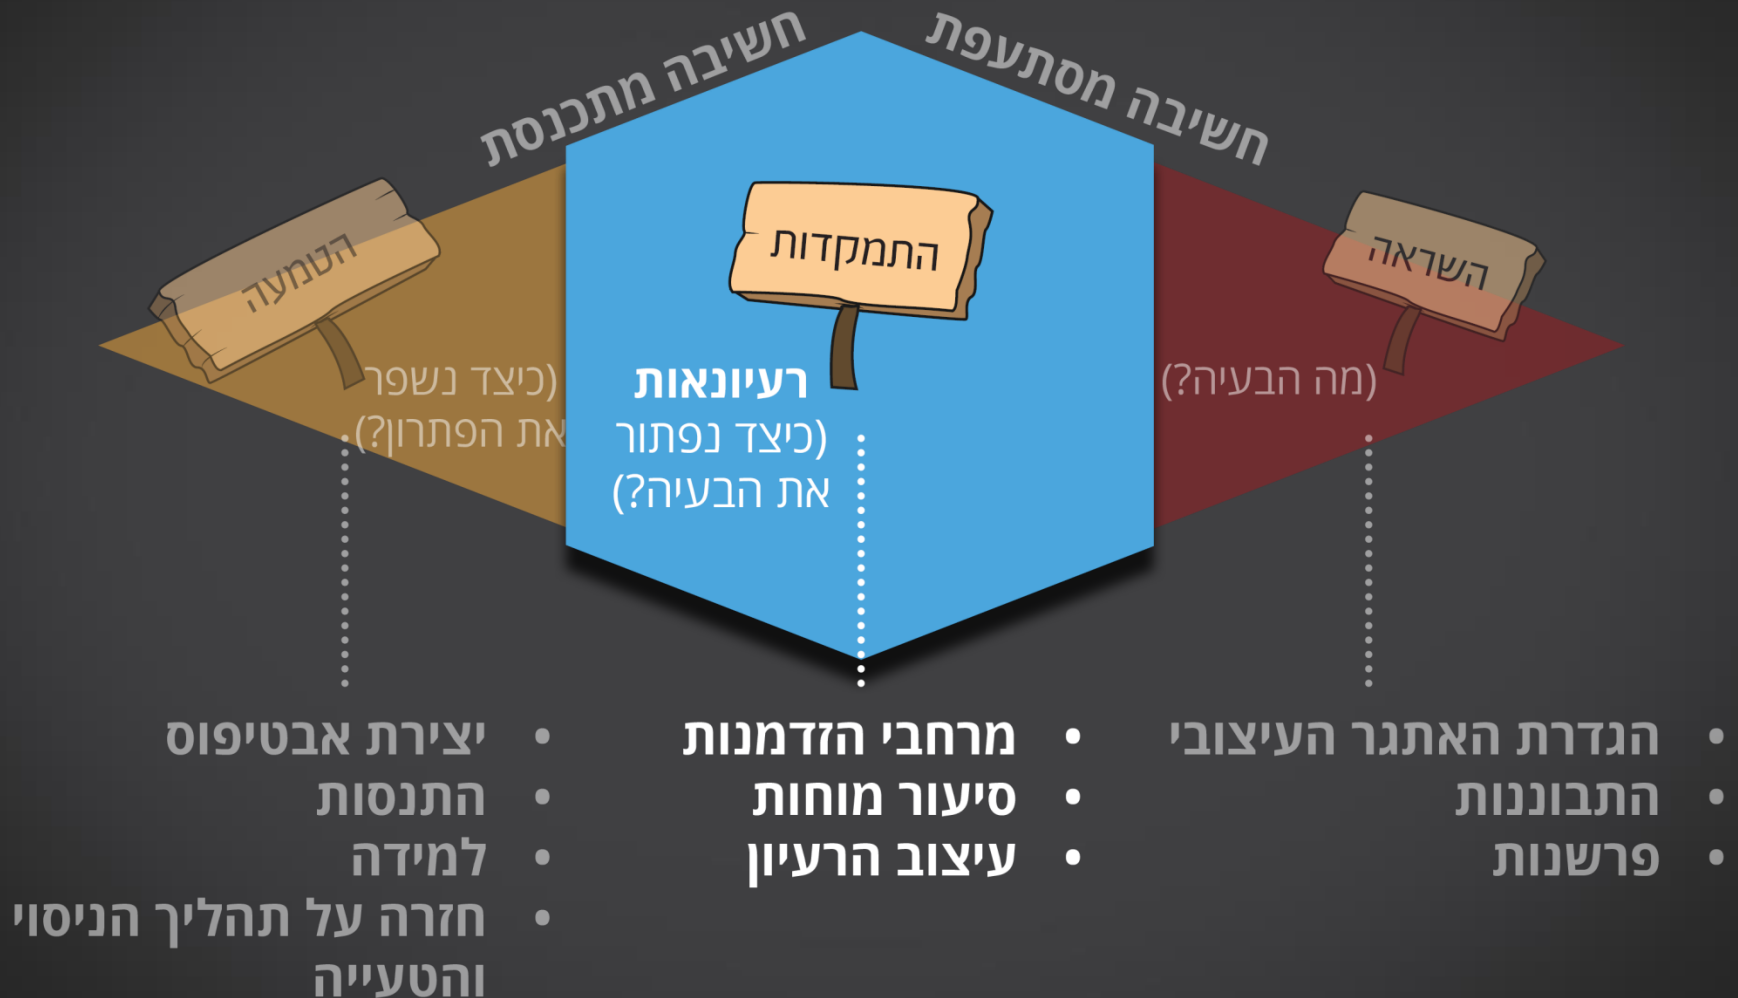 חשיבה מסתעפת
חשיבה מתכנסת
השראה
(מה הבעיה?)
התמקדות
רעיונאות
(כיצד נפתור
את הבעיה?)
הטמעה
(כיצד נשפר
את הפתרון?)
• הגדרת האתגר העיצובי
• התבוננות
• פרשנות
• מרחבי הזדמנות
• סיעור מוחות
• עיצוב הרעיון
• יצירת אבטיפוס
• התנסות
• למידה
• חזרה על תהליך הניסוי
והטעייה